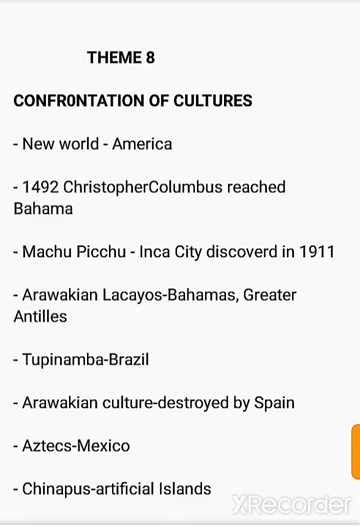 THEME 8
CONFR0NTATION OF CULTURES
- New world - America
- 1492 ChristopherColumbus reached
Bahama
- Machu Picchu - Inca City discoverd in 1911
- Arawakian Lacayos-Bahamas, Greater
Antilles
- Tupinamba-Brazil
- Arawakian culture-destroyed by Spain
- Aztecs-Mexico
- Chinapus-artificial Islands
XRecorder